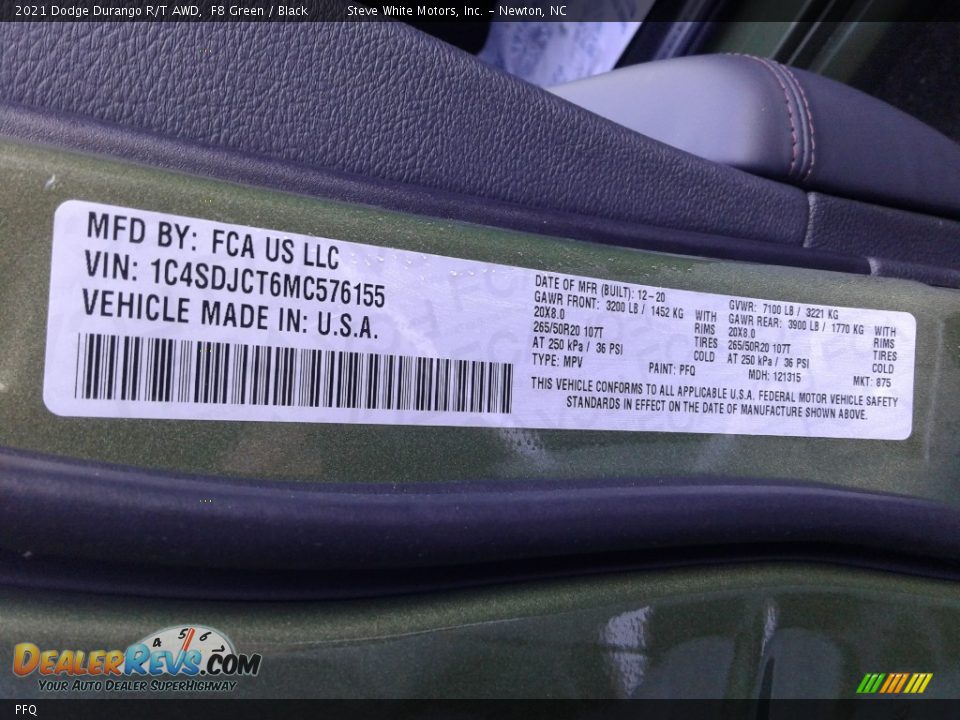 2021 Dodge Durango R/T AWD, F8 Green / Black Steve White Motors, Inc. - Newton, NC
MFD BY: FCA US LLC
VIN: 1C4SDJCT6MC576155
VEHICLE MADE IN: U.S.A.
DATE OF MFR (BUILT): 12-20
GAWR FRONT: 3200 LB / 1452 KG WITH
20X8.0 RIMS
265/50R20 107T TIRES
AT 250 kPa / 36 PSI COLD
TYPE: MPV PAINT: PFQ
GVWR: 7100 LB / 3221 KG
GAWR REAR: 3900 LB / 1770 KG WITH
20X8.0 RIMS
265/50R20 107T TIRES
AT 250 kPa / 36 PSI COLD
MDH: 121315 MKT: 875
THIS VEHICLE CONFORMS TO ALL APPLICABLE U.S.A. FEDERAL MOTOR VEHICLE SAFETY
STANDARDS IN EFFECT ON THE DATE OF MANUFACTURE SHOWN ABOVE.
4 5 6
DEALERREVS.COM
YOUR AUTO DEALER SUPERHIGHWAY
PFQ